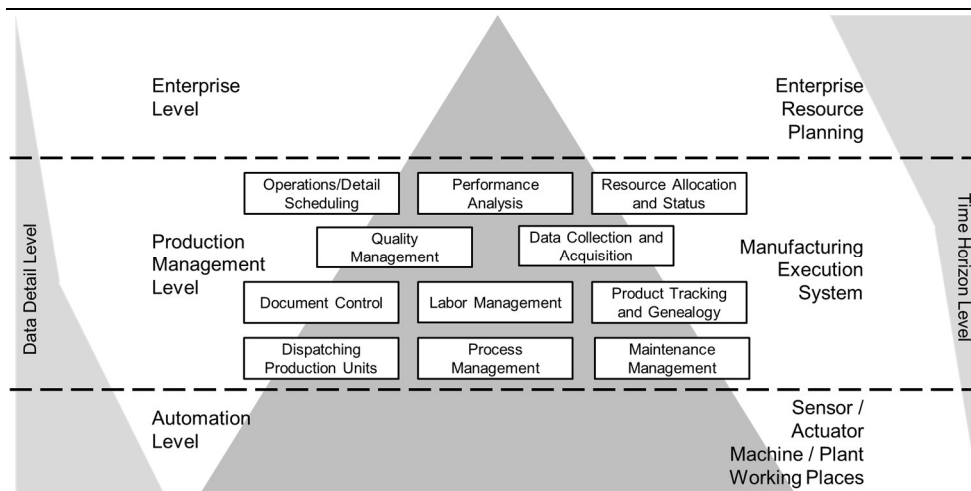 Enterprise
Level
Enterprise
Resource
Planning
Operations/Detail
Scheduling
Performance
Analysis
Resource Allocation
and Status
Quality
Management
Data Collection and
Acquisition
Production
Management
Level
Manufacturing
Execution
System
Document Control
Labor Management
Product Tracking
and Genealogy
Dispatching
Production Units
Process
Management
Maintenance
Management
Automation
Level
Sensor /
Actuator
Machine / Plant
Working Places
Data Detail Level
Time Horizon Level